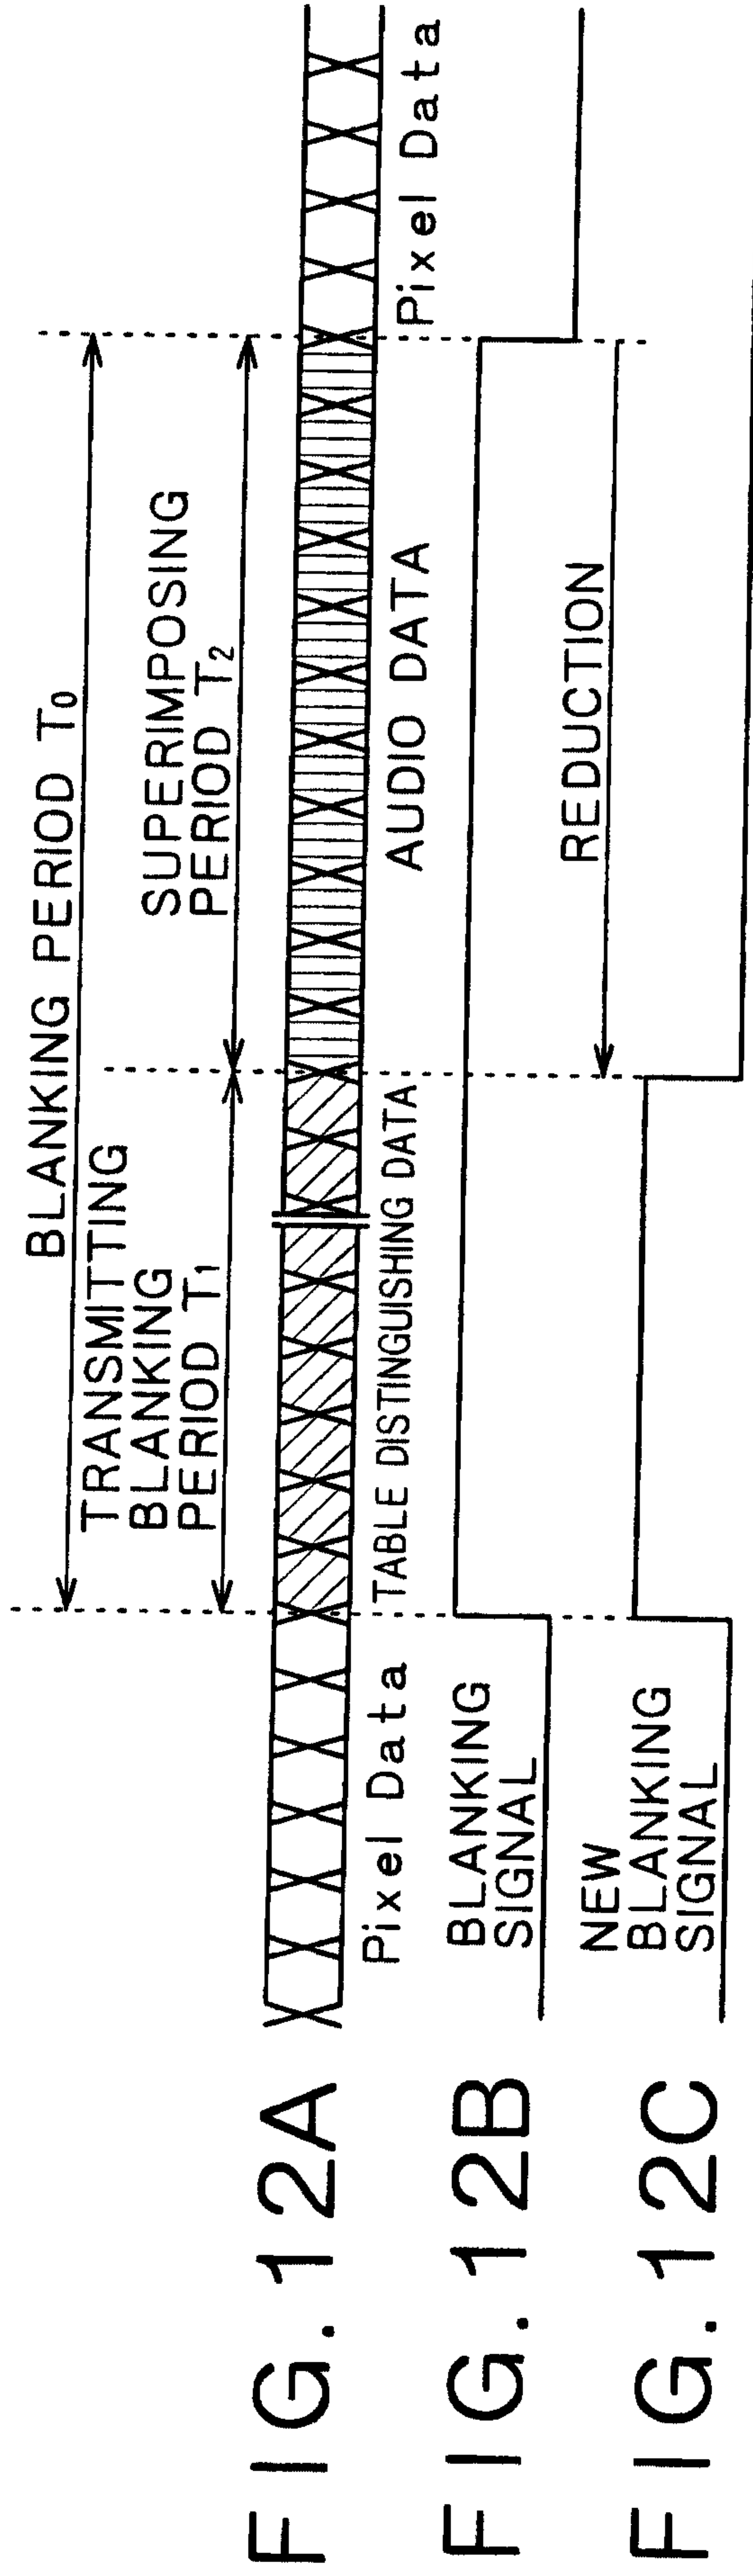 BLANKING PERIOD T0
TRANSMITTING
BLANKING
PERIOD T1
SUPERIMPOSING
PERIOD T2
FIG. 12A
Pixel Data
TABLE DISTINGUISHING DATA
AUDIO DATA
Pixel Data
FIG. 12B
BLANKING
SIGNAL
REDUCTION
FIG. 12C
NEW
BLANKING
SIGNAL